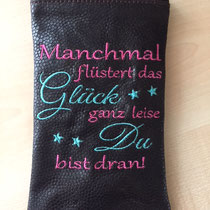 Manchmal
flüstert das
Glück
ganz leise
Du
bist dran!